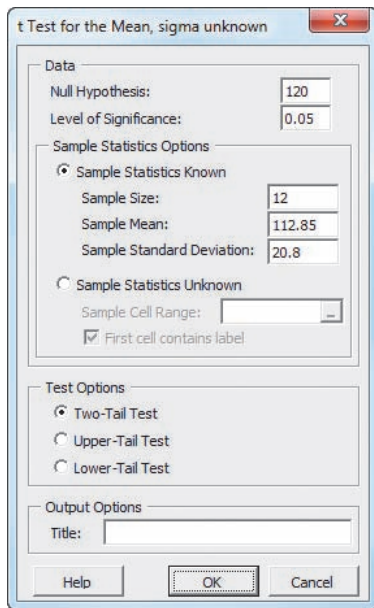 t Test for the Mean, sigma unknown
Data
Null Hypothesis: 120
Level of Significance: 0.05
Sample Statistics Options
Sample Statistics Known
Sample Size: 12
Sample Mean: 112.85
Sample Standard Deviation: 20.8
Sample Statistics Unknown
Sample Cell Range: _
First cell contains label
Test Options
Two-Tail Test
Upper-Tail Test
Lower-Tail Test
Output Options
Title:
Help OK Cancel